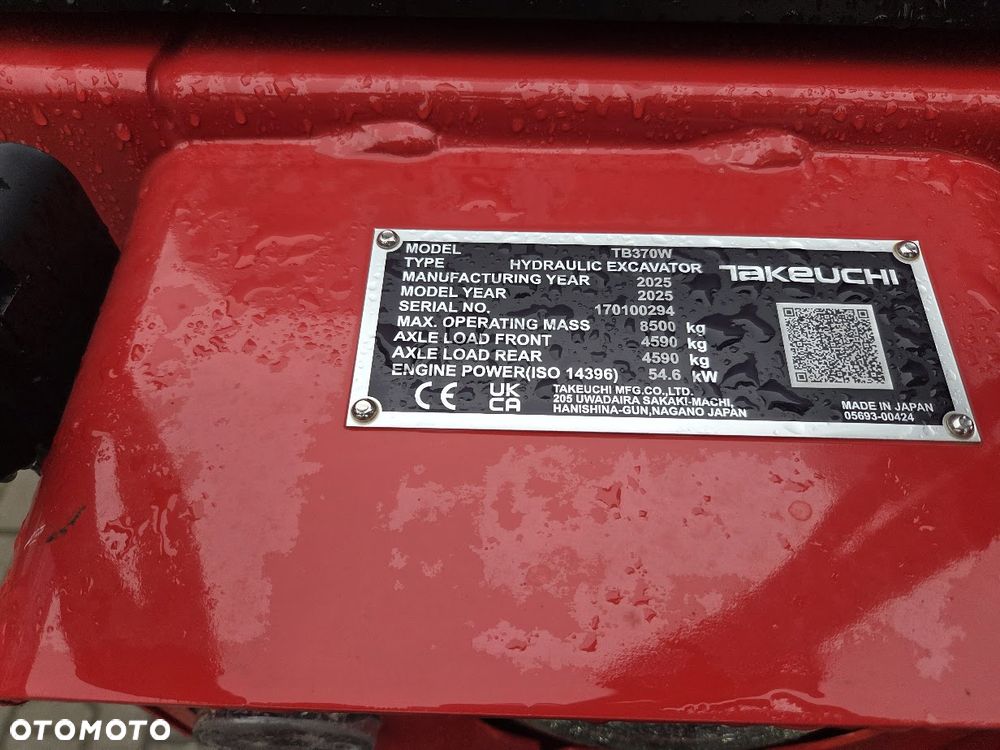 MODEL TB370W
TYPE HYDRAULIC EXCAVATOR
MANUFACTURING YEAR 2025
MODEL YEAR 2025
SERIAL NO. 170100294
MAX. OPERATING MASS 8500 kg
AXLE LOAD FRONT 4590 kg
AXLE LOAD REAR 4590 kg
ENGINE POWER(ISO 14396) 54.6 kW
TAKEUCHI
CE UKCA
TAKEUCHI MFG.CO.,LTD.
205 UWADAIRA SAKAKI-MACHI,
HANISHINA-GUN,NAGANO JAPAN
MADE IN JAPAN
05693-00424
OTOMOTO